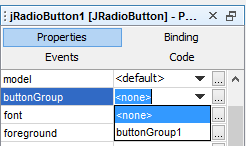 jRadioButton1 [JRadioButton] - P...
Properties Binding
Events Code
model <default> ...
buttonGroup <none> ...
font <none> ...
foreground buttonGroup1 ...